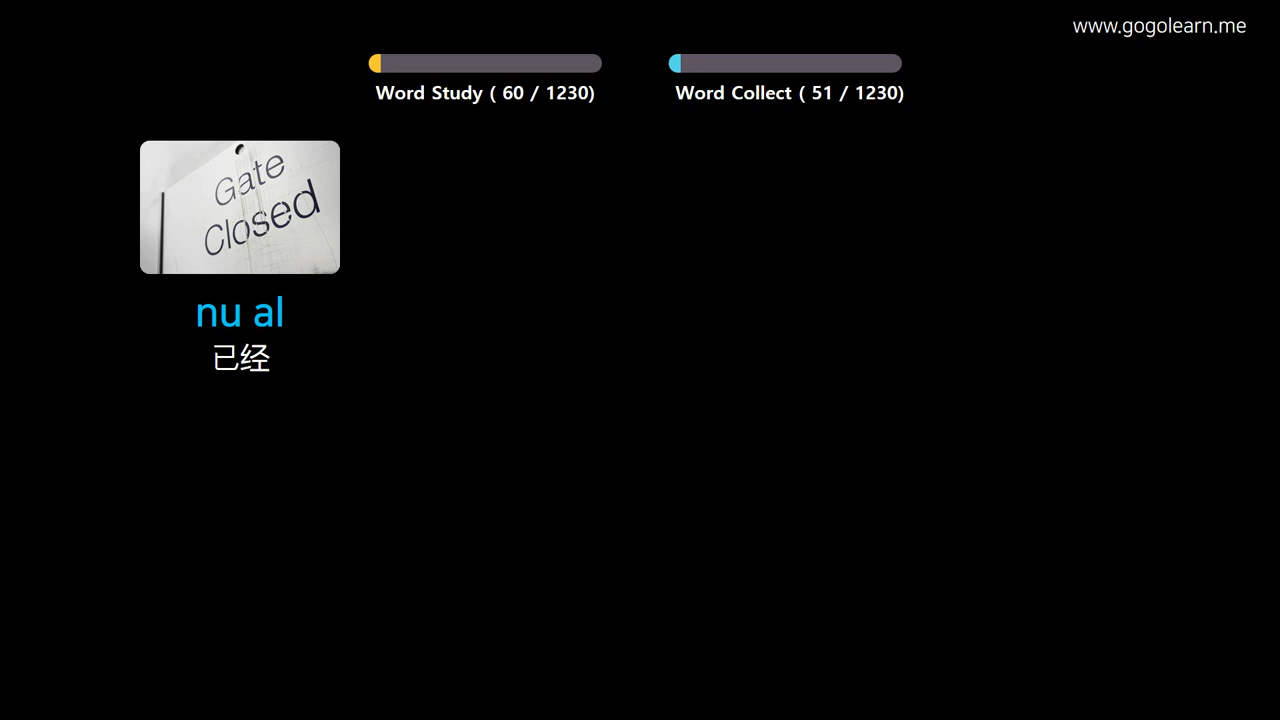 www.gogolearn.me
Word Study ( 60 / 1230)
Word Collect ( 51 / 1230)
Gate
Closed
nu al
已经